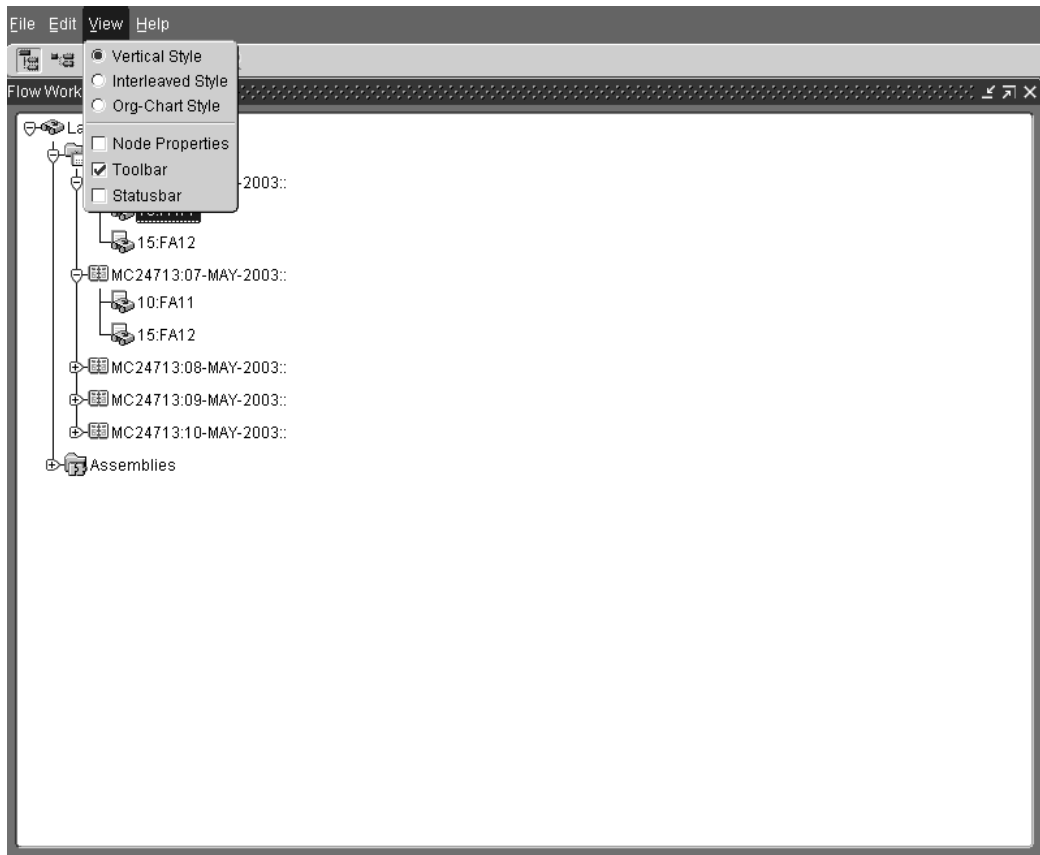 File Edit View Help
Vertical Style
Flow Work
Interleaved Style
Org-Chart Style
La
Node Properties
Toolbar
-2003::
Statusbar
15:FA12
MC24713:07-MAY-2003::
10:FA11
15:FA12
MC24713:08-MAY-2003::
MC24713:09-MAY-2003::
MC24713:10-MAY-2003::
Assemblies